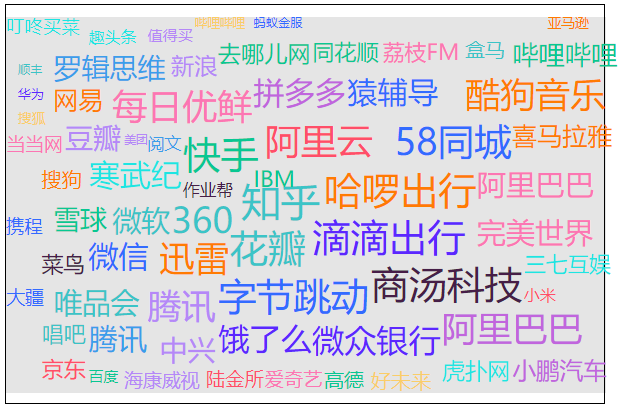 叮咚买菜 趣头条 值得买 哔哩哔哩 蚂蚁金服 亚马逊
去哪儿网 同花顺 荔枝FM 盒马 哔哩哔哩
顺丰 罗辑思维 新浪
华为 网易 每日优鲜 拼多多 猿辅导 酷狗音乐
搜狐
当当网 豆瓣 美团 阅文 快手 阿里云 58同城 喜马拉雅
搜狗 寒武纪 作业帮 IBM 知乎 哈啰出行 阿里巴巴
携程 雪球 微软 360 花瓣 滴滴出行 完美世界
菜鸟 微信 迅雷 商汤科技 三七互娱
大疆 唯品会 腾讯 字节跳动 小米
唱吧 腾讯 中兴 饿了么 微众银行 阿里巴巴
京东 百度 海康威视 陆金所 爱奇艺 高德 好未来 虎扑网 小鹏汽车